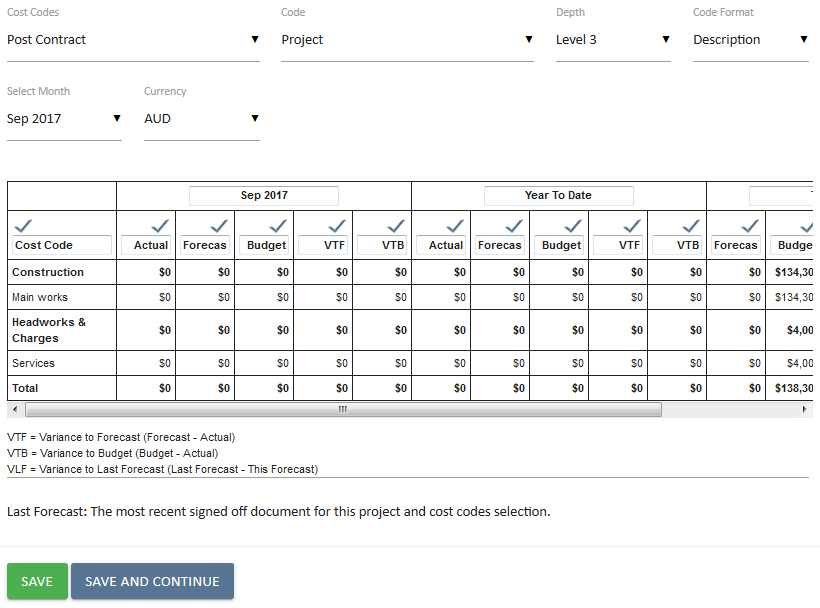 Cost Codes Code Depth Code Format
Post Contract Project Level 3 Description
Select Month Currency
Sep 2017 AUD
Sep 2017 Year To Date
Cost Code Actual Forecas Budget VTF VTB Actual Forecas Budget VTF VTB Forecas Budge
Construction $0 $0 $0 $0 $0 $0 $0 $0 $0 $0 $0 $134,30
Main works $0 $0 $0 $0 $0 $0 $0 $0 $0 $0 $0 $134,30
Headworks &
Charges $0 $0 $0 $0 $0 $0 $0 $0 $0 $0 $0 $4,00
Services $0 $0 $0 $0 $0 $0 $0 $0 $0 $0 $0 $4,00
Total $0 $0 $0 $0 $0 $0 $0 $0 $0 $0 $0 $138,30
VTF = Variance to Forecast (Forecast - Actual)
VTB = Variance to Budget (Budget - Actual)
VLF = Variance to Last Forecast (Last Forecast - This Forecast)
Last Forecast: The most recent signed off document for this project and cost codes selection.
SAVE SAVE AND CONTINUE